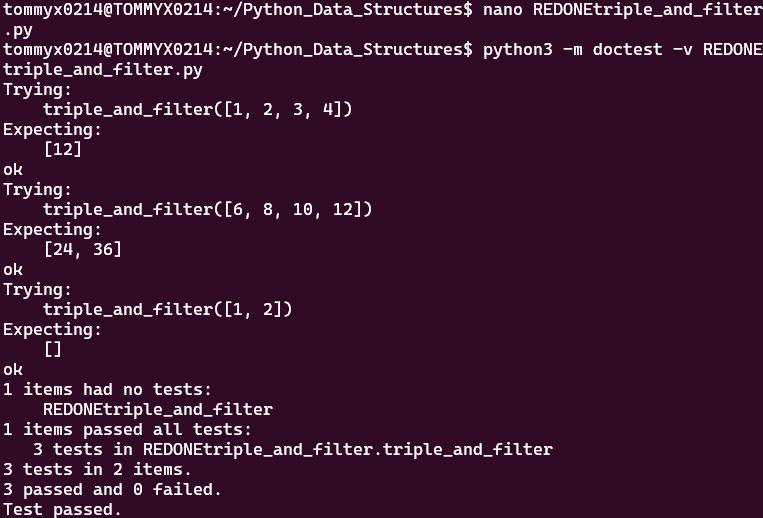 tommyx0214@TOMMYX0214:~/Python_Data_Structures$ nano REDONEtriple_and_filter
.py
tommyx0214@TOMMYX0214:~/Python_Data_Structures$ python3 -m doctest -v REDONE
triple_and_filter.py
Trying:
    triple_and_filter([1, 2, 3, 4])
Expecting:
    [12]
ok
Trying:
    triple_and_filter([6, 8, 10, 12])
Expecting:
    [24, 36]
ok
Trying:
    triple_and_filter([1, 2])
Expecting:
    []
ok
1 items had no tests:
    REDONEtriple_and_filter
1 items passed all tests:
   3 tests in REDONEtriple_and_filter.triple_and_filter
3 tests in 2 items.
3 passed and 0 failed.
Test passed.